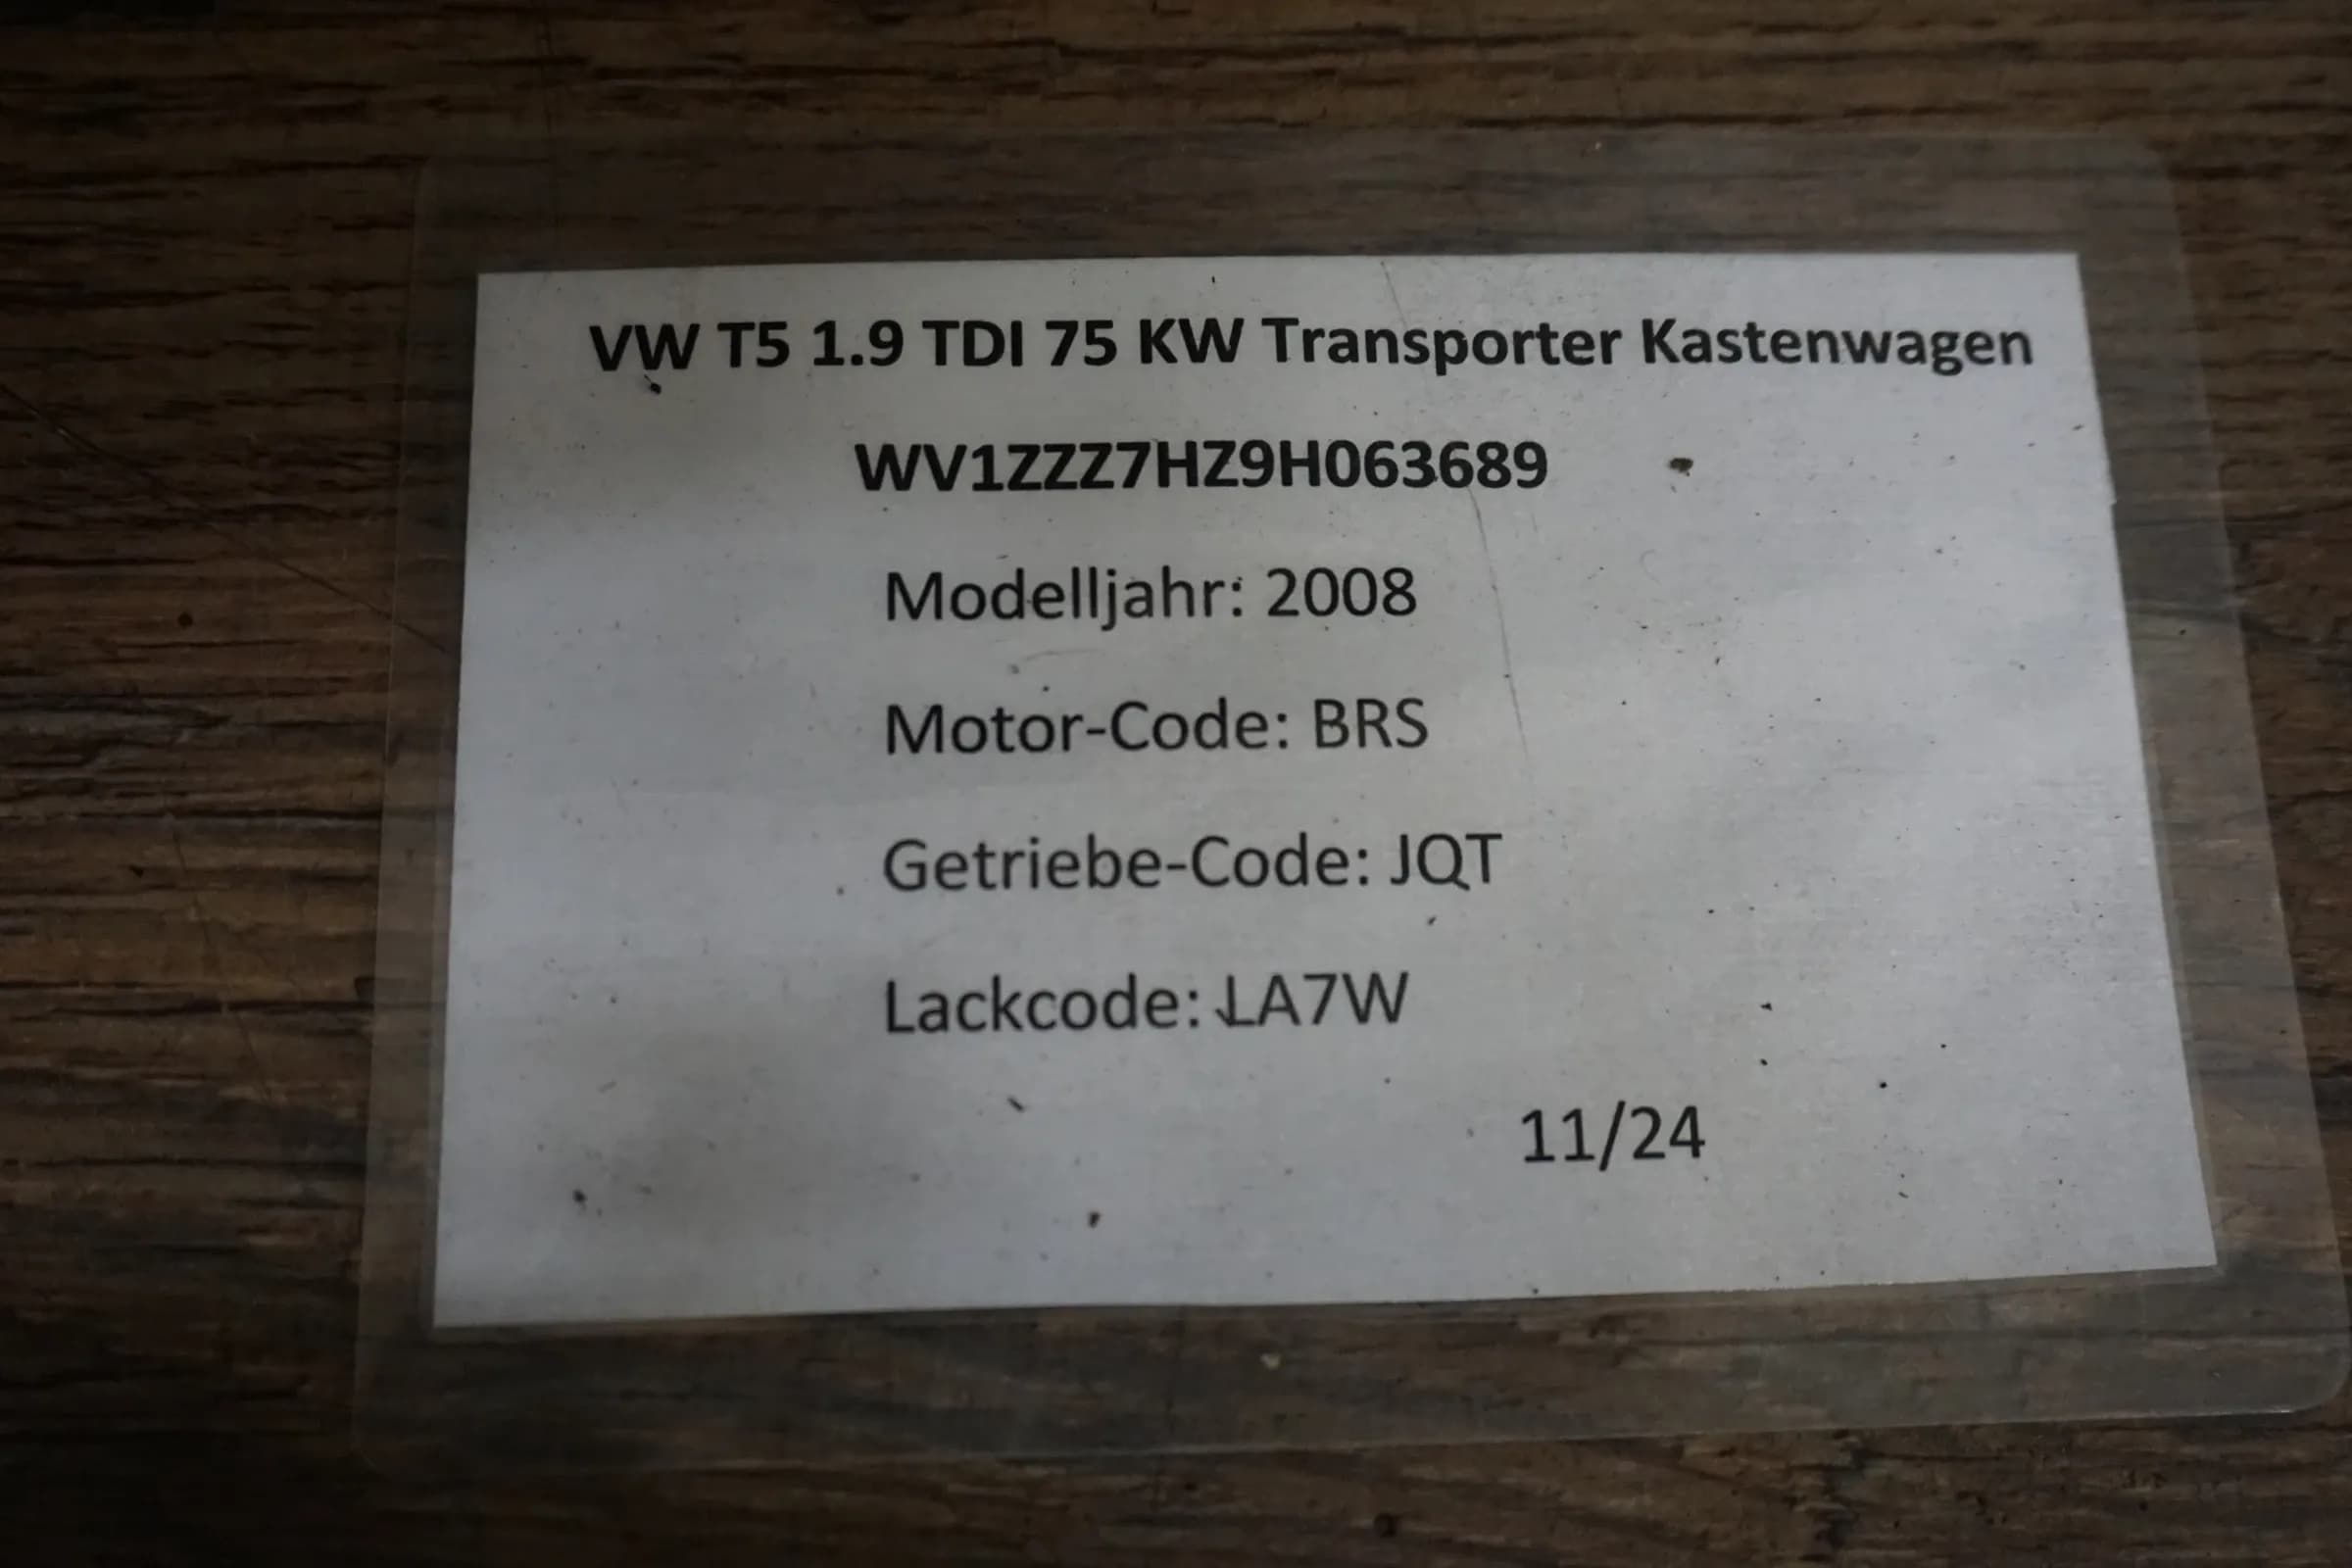 VW T5 1.9 TDI 75 KW Transporter Kastenwagen
WV1ZZZ7HZ9H063689
Modelljahr: 2008
Motor-Code: BRS
Getriebe-Code: JQT
Lackcode: LA7W
11/24